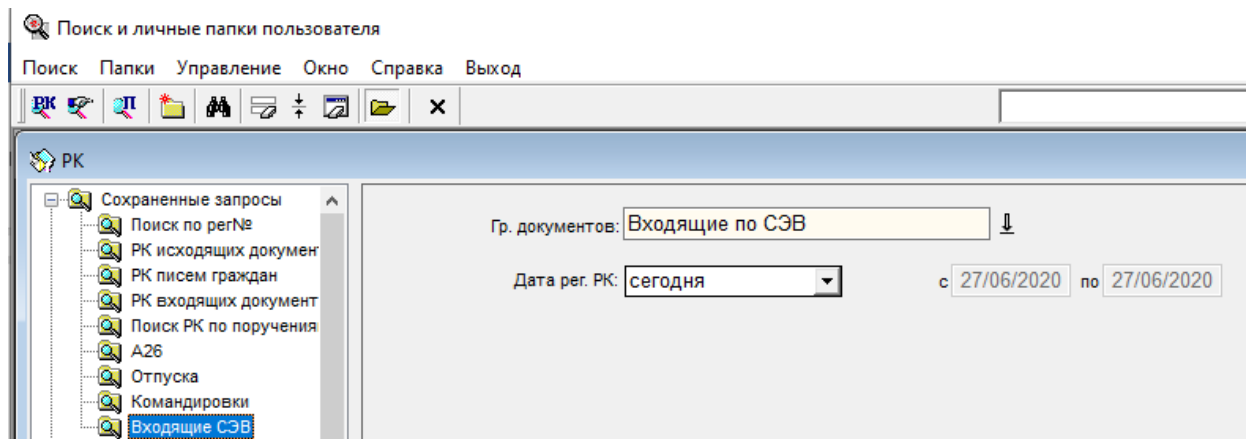 Поиск и личные папки пользователя
Поиск Папки Управление Окно Справка Выход
РК
Сохраненные запросы
Поиск по рег№
РК исходящих докумен
РК писем граждан
РК входящих документ
Поиск РК по поручения
А26
Отпуска
Командировки
Входящие СЭВ
Гр. документов: Входящие по СЭВ
Дата рег. РК: сегодня с 27/06/2020 по 27/06/2020